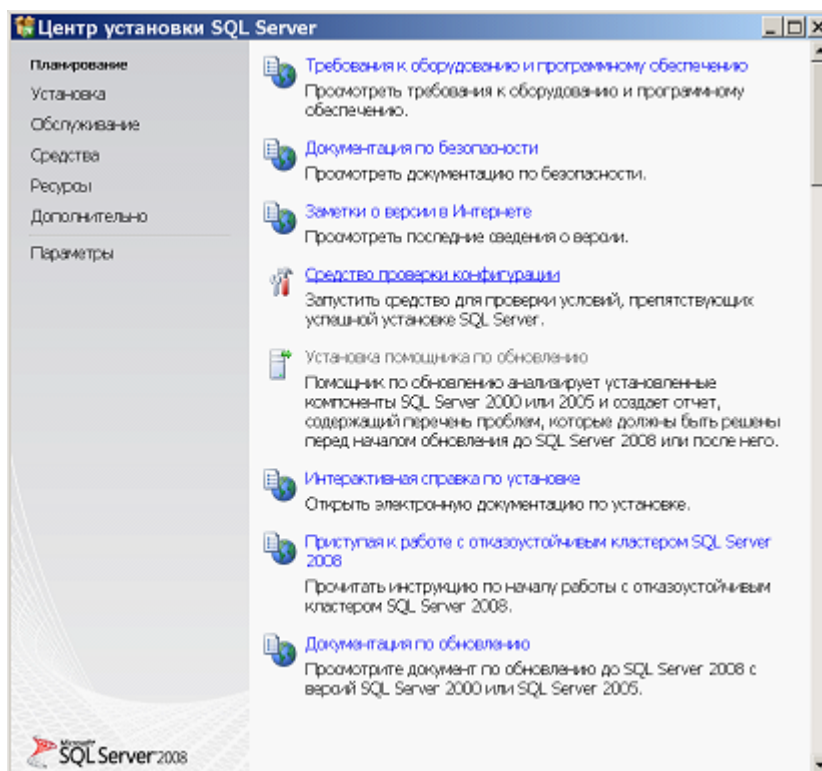 Центр установки SQL Server
Планирование
Установка
Обслуживание
Средства
Ресурсы
Дополнительно
Параметры
Требования к оборудованию и программному обеспечению
Просмотреть требования к оборудованию и программному
обеспечению.
Документация по безопасности
Просмотреть документацию по безопасности.
Заметки о версии в Интернете
Просмотреть последние сведения о версии.
Средство проверки конфигурации
Запустить средство для проверки условий, препятствующих
успешной установке SQL Server.
Установка помощника по обновлению
Помощник по обновлению анализирует установленные
компоненты SQL Server 2000 или 2005 и создает отчет,
содержащий перечень проблем, которые должны быть решены
перед началом обновления до SQL Server 2008 или после него.
Интерактивная справка по установке
Открыть электронную документацию по установке.
Приступая к работе с отказоустойчивым кластером SQL Server
2008
Прочитать инструкцию по началу работы с отказоустойчивым
кластером SQL Server 2008.
Документация по обновлению
Просмотрите документ по обновлению до SQL Server 2008 с
версий SQL Server 2000 или SQL Server 2005.
Microsoft
SQL Server 2008